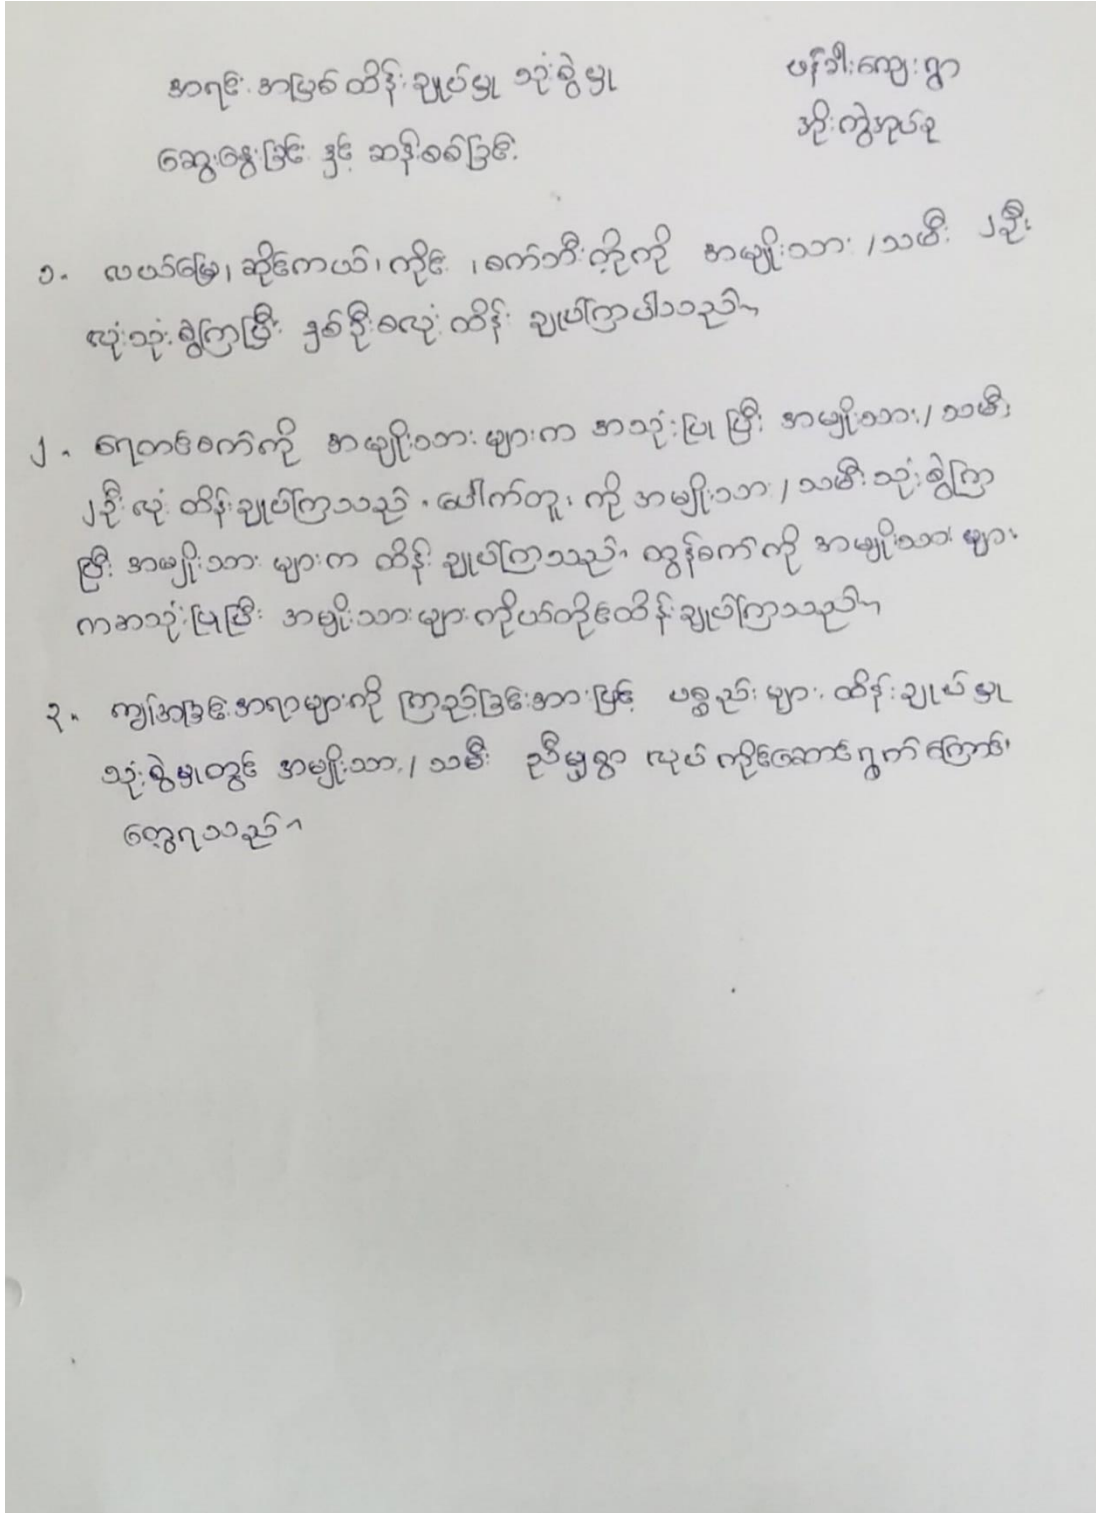 အရင်း အမြစ် ထိန်းချုပ်မှု သုံးစွဲမှု
ဖန်ခါးကျေးရွာ
ဆွေးနွေးခြင်း နှင့် ဆန်းစစ်ခြင်း
အိုးကွဲအုပ်စု
၁. လယ်မြေ၊ ဆိုင်ကယ်၊ ကိုင်း ၊ စက်ဘီးတို့ကို အမျိုးသား / သမီး ၂ဦး
လုံးသုံးစွဲကြပြီး နှစ်ဦးစလုံး ထိန်း ချုပ်ကြပါသည်။
၂. ရေတင်စက်ကို အမျိုးသား များက အသုံးပြု ပြီး အမျိုးသား / သမီး
၂ဦးလုံး ထိန်းချုပ်ကြသည်. ပေါက်တူး ကို အမျိုးသား / သမီး သုံးစွဲကြ
ပြီး အမျိုးသား များက ထိန်း ချုပ်ကြသည်၊ ထွန်စက်ကို အမျိုးသား များ
ကအသုံးပြုပြီး အမျိုးသားများကိုယ်တိုင်ထိန်းချုပ်ကြသည်။
၃. ကျွံအခြင်းအရာများကို ကြည့်ခြင်းအားဖြင့် ပစ္စည်းများ ထိန်းချုပ်မှု
သုံးစွဲမှုတွင် အမျိုးသား / သမီး ညီမျှစွာ လုပ်ကိုင်ဆောင်ရွက်ကြောင်း
တွေ့ရသည်၊